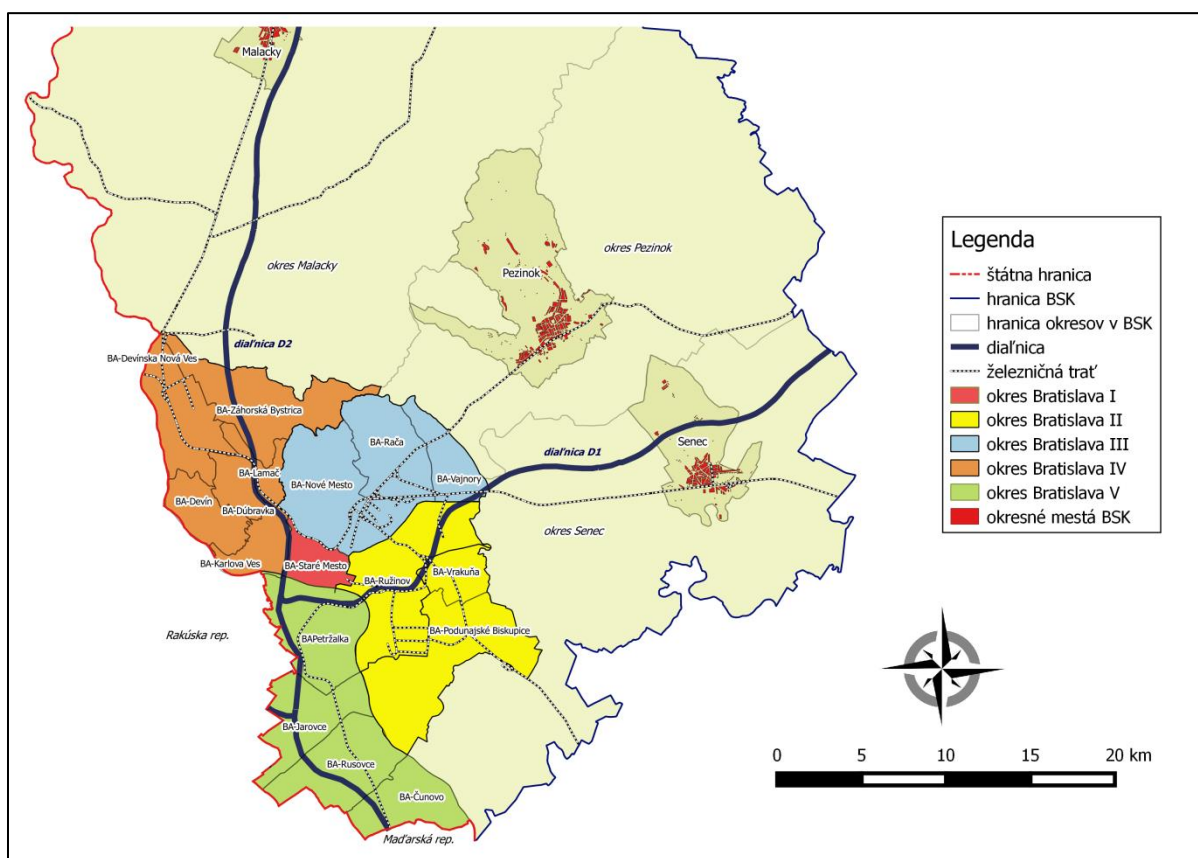 Malacky
okres Malacky
okres Pezinok
Pezinok
diaľnica D2
BA-Devínska Nová Ves
BA-Záhorská Bystrica
BA-Rača
BA-Lamač
BA-Nové Mesto
BA-Vajnory
diaľnica D1
Senec
BA-Devín
BA-Dúbravka
okres Senec
BA-Karlova Ves
BA-Staré Mesto
BA-Ružinov
BA-Vrakuňa
Rakúska rep.
BAPetržalka
BA-Podunajské Biskupice
BA-Jarovce
BA-Rusovce
BA-Čunovo
Maďarská rep.
Legenda
štátna hranica
hranica BSK
hranica okresov v BSK
diaľnica
železničná trať
okres Bratislava I
okres Bratislava II
okres Bratislava III
okres Bratislava IV
okres Bratislava V
okresné mestá BSK
0 5 10 15 20 km